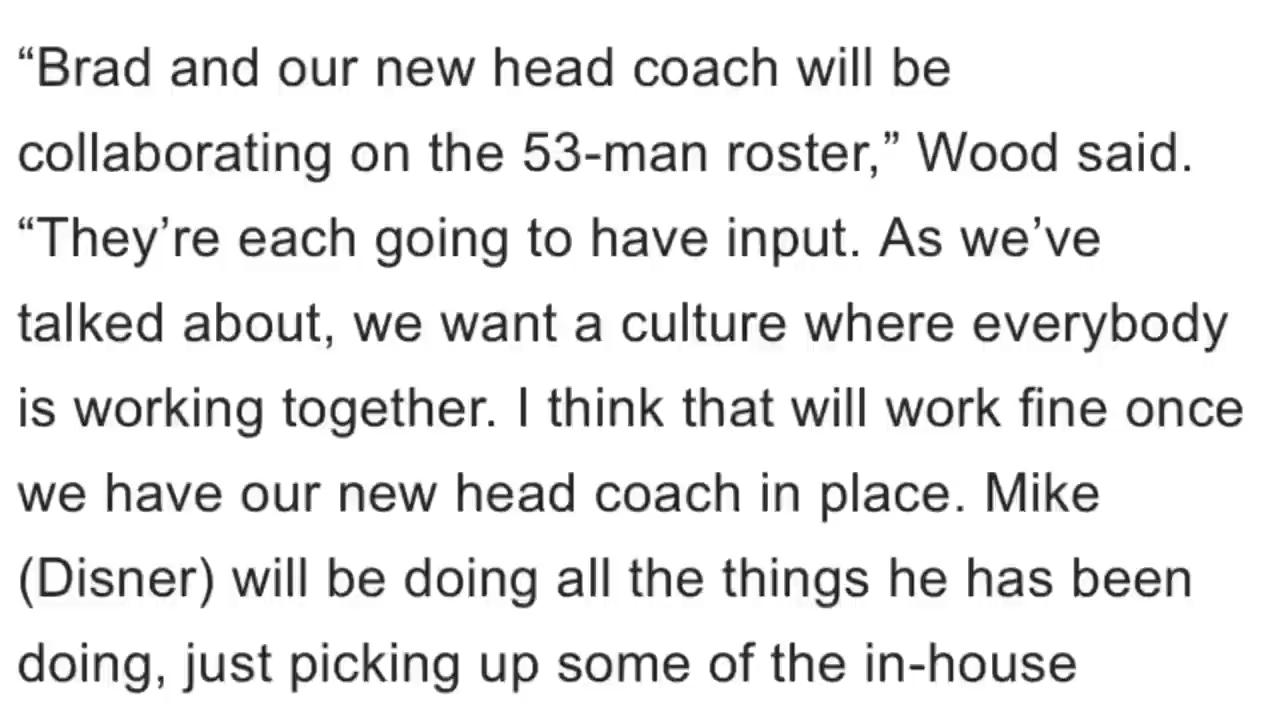 “Brad and our new head coach will be
collaborating on the 53-man roster,” Wood said.
“They’re each going to have input. As we’ve
talked about, we want a culture where everybody
is working together. I think that will work fine once
we have our new head coach in place. Mike
(Disner) will be doing all the things he has been
doing, just picking up some of the in-house